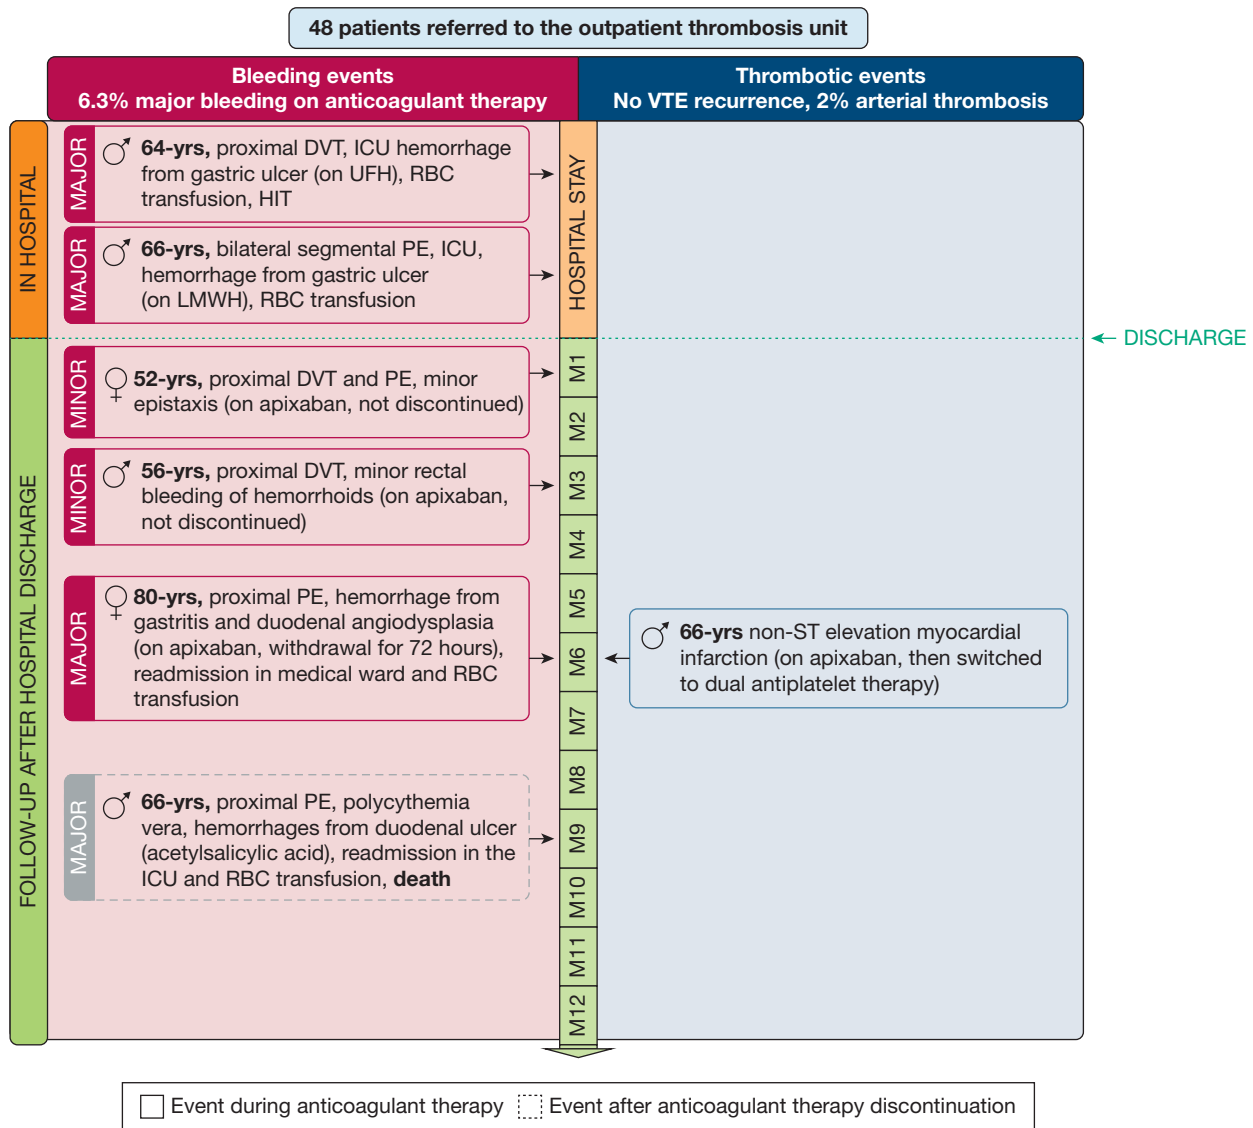 48 patients referred to the outpatient thrombosis unit
Bleeding events
6.3% major bleeding on anticoagulant therapy
Thrombotic events
No VTE recurrence, 2% arterial thrombosis
IN HOSPITAL
MAJOR
64-yrs, proximal DVT, ICU hemorrhage
from gastric ulcer (on UFH), RBC
transfusion, HIT
MAJOR
66-yrs, bilateral segmental PE, ICU,
hemorrhage from gastric ulcer
(on LMWH), RBC transfusion
HOSPITAL STAY
DISCHARGE
FOLLOW-UP AFTER HOSPITAL DISCHARGE
MINOR
52-yrs, proximal DVT and PE, minor
epistaxis (on apixaban, not discontinued)
M1
M2
MINOR
56-yrs, proximal DVT, minor rectal
bleeding of hemorrhoids (on apixaban,
not discontinued)
M3
M4
MAJOR
80-yrs, proximal PE, hemorrhage from
gastritis and duodenal angiodysplasia
(on apixaban, withdrawal for 72 hours),
readmission in medical ward and RBC
transfusion
M5
M6
M7
66-yrs non-ST elevation myocardial
infarction (on apixaban, then switched
to dual antiplatelet therapy)
MAJOR
66-yrs, proximal PE, polycythemia
vera, hemorrhages from duodenal ulcer
(acetylsalicylic acid), readmission in the
ICU and RBC transfusion, death
M8
M9
M10
M11
M12
Event during anticoagulant therapy
Event after anticoagulant therapy discontinuation